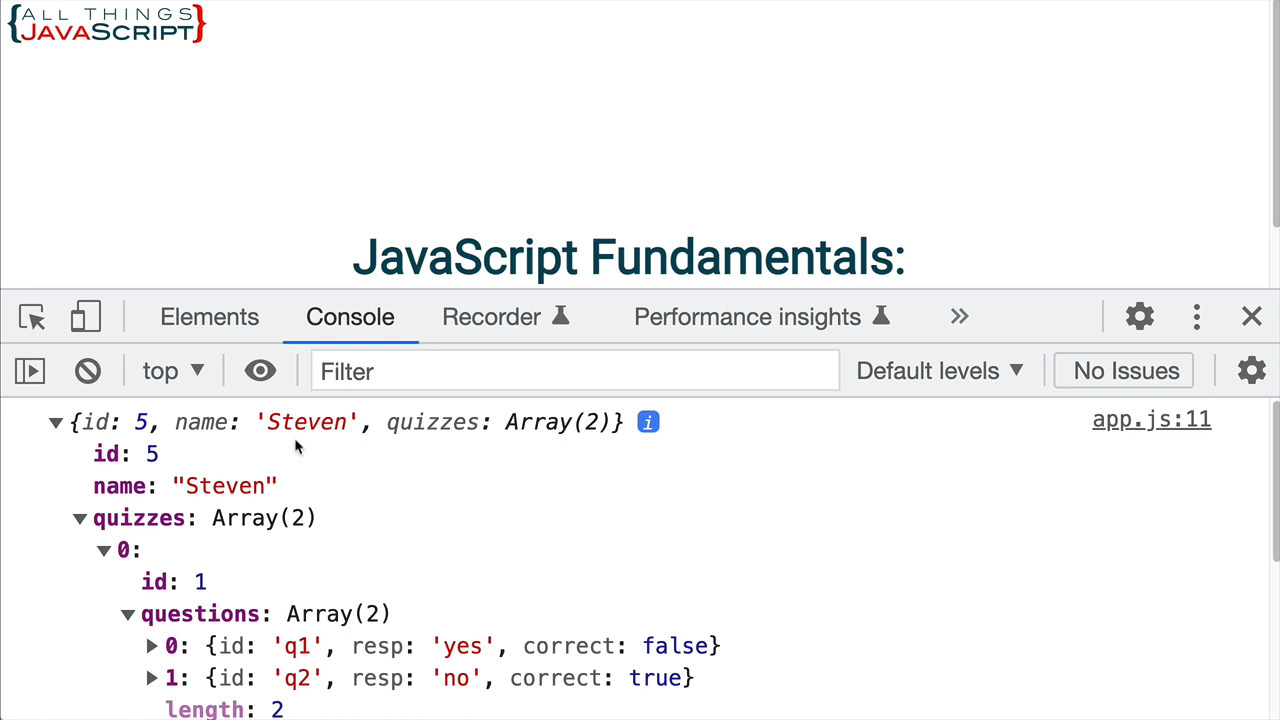 {ALL THINGS
JAVASCRIPT}
JavaScript Fundamentals:
Elements Console Recorder Performance insights »
top ▼ Filter Default levels ▼ No Issues
▼{id: 5, name: 'Steven', quizzes: Array(2)} i app.js:11
id: 5
name: "Steven"
▼quizzes: Array(2)
▼0:
id: 1
▼questions: Array(2)
▶0: {id: 'q1', resp: 'yes', correct: false}
▶1: {id: 'q2', resp: 'no', correct: true}
length: 2